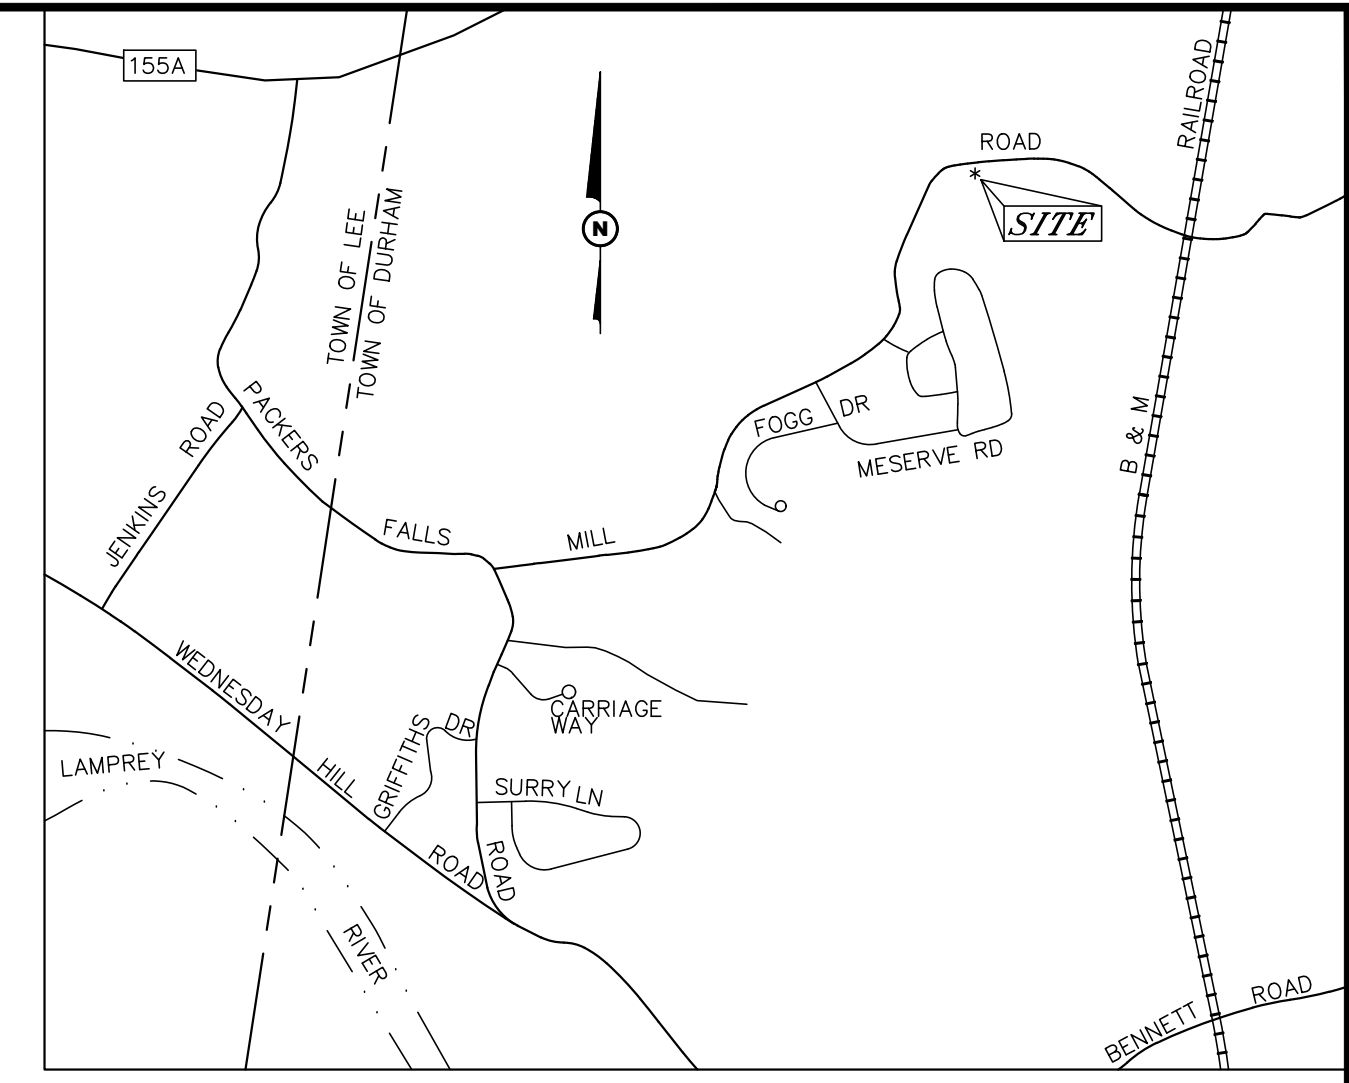 155A
RAILROAD
ROAD
SITE
TOWN OF LEE
TOWN OF DURHAM
N
PACKERS
ROAD
JENKINS
FOGG DR
MESERVE RD
B & M
FALLS
MILL
WEDNESDAY
HILL
ROAD
CARRIAGE
WAY
GRIFFITHS DR
LAMPREY
SURRY LN
ROAD
RIVER
BENNETT ROAD